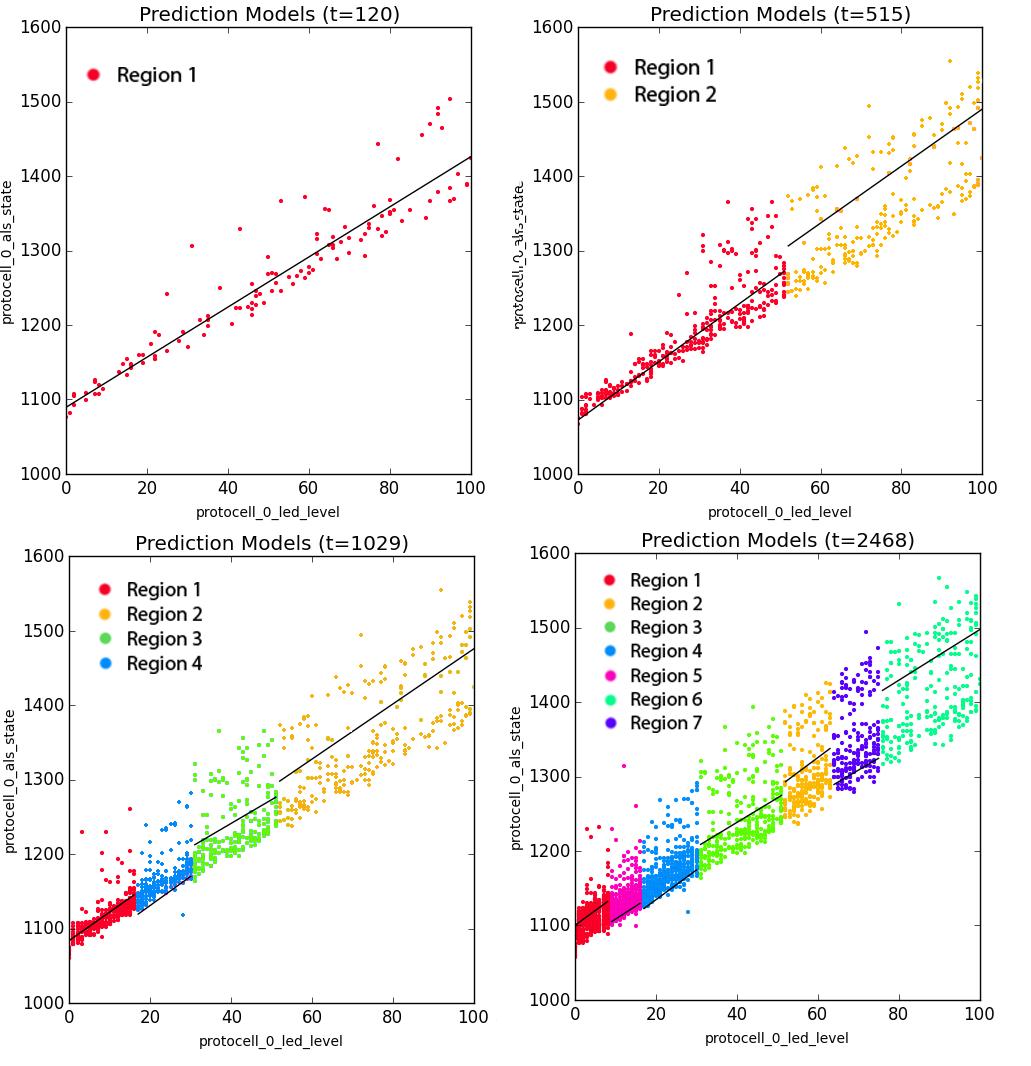 Prediction Models (t=120)
1600
1500
1400
1300
1200
1100
1000
0 20 40 60 80 100
protocell_0_als_state
protocell_0_led_level
Region 1
Prediction Models (t=515)
1600
1500
1400
1300
1200
1100
1000
0 20 40 60 80 100
protocell_0_als_state
protocell_0_led_level
Region 1
Region 2
Prediction Models (t=1029)
1600
1500
1400
1300
1200
1100
1000
0 20 40 60 80 100
protocell_0_als_state
protocell_0_led_level
Region 1
Region 2
Region 3
Region 4
Prediction Models (t=2468)
1600
1500
1400
1300
1200
1100
1000
0 20 40 60 80 100
protocell_0_als_state
protocell_0_led_level
Region 1
Region 2
Region 3
Region 4
Region 5
Region 6
Region 7